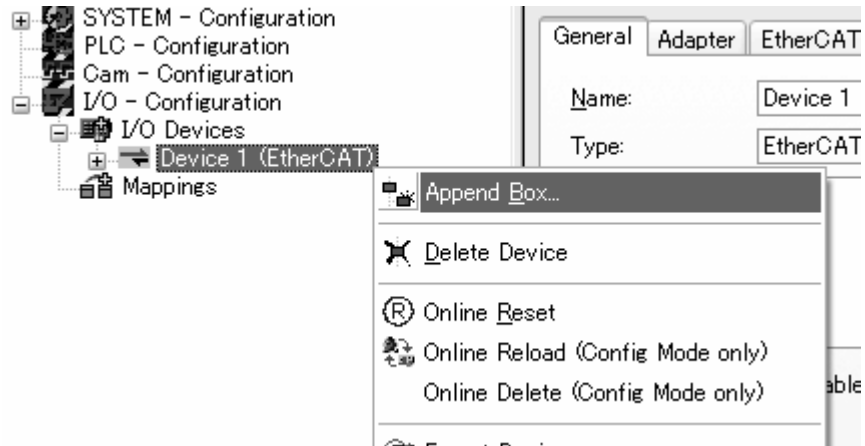 SYSTEM - Configuration
PLC - Configuration
Cam - Configuration
I/O - Configuration
I/O Devices
Device 1 (EtherCAT)
Mappings
General Adapter EtherCAT
Name: Device 1
Type: EtherCAT
Append Box...
Delete Device
Online Reset
Online Reload (Config Mode only)
Online Delete (Config Mode only)
able